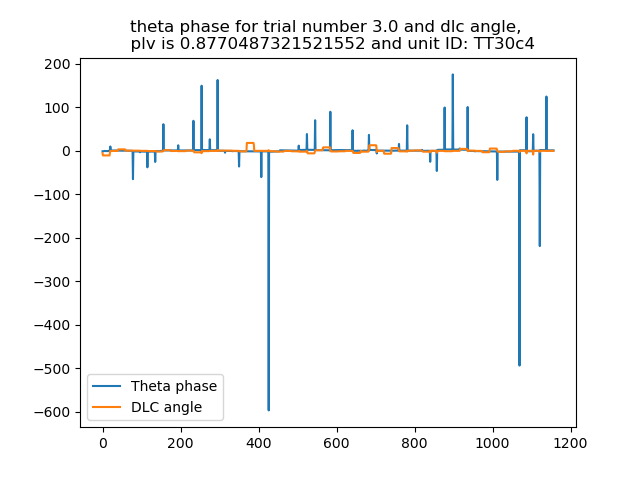 theta phase for trial number 3.0 and dlc angle,
plv is 0.8770487321521552 and unit ID: TT30c4
200
100
0
−100
−200
−300
−400
−500
−600
Theta phase
DLC angle
0 200 400 600 800 1000 1200